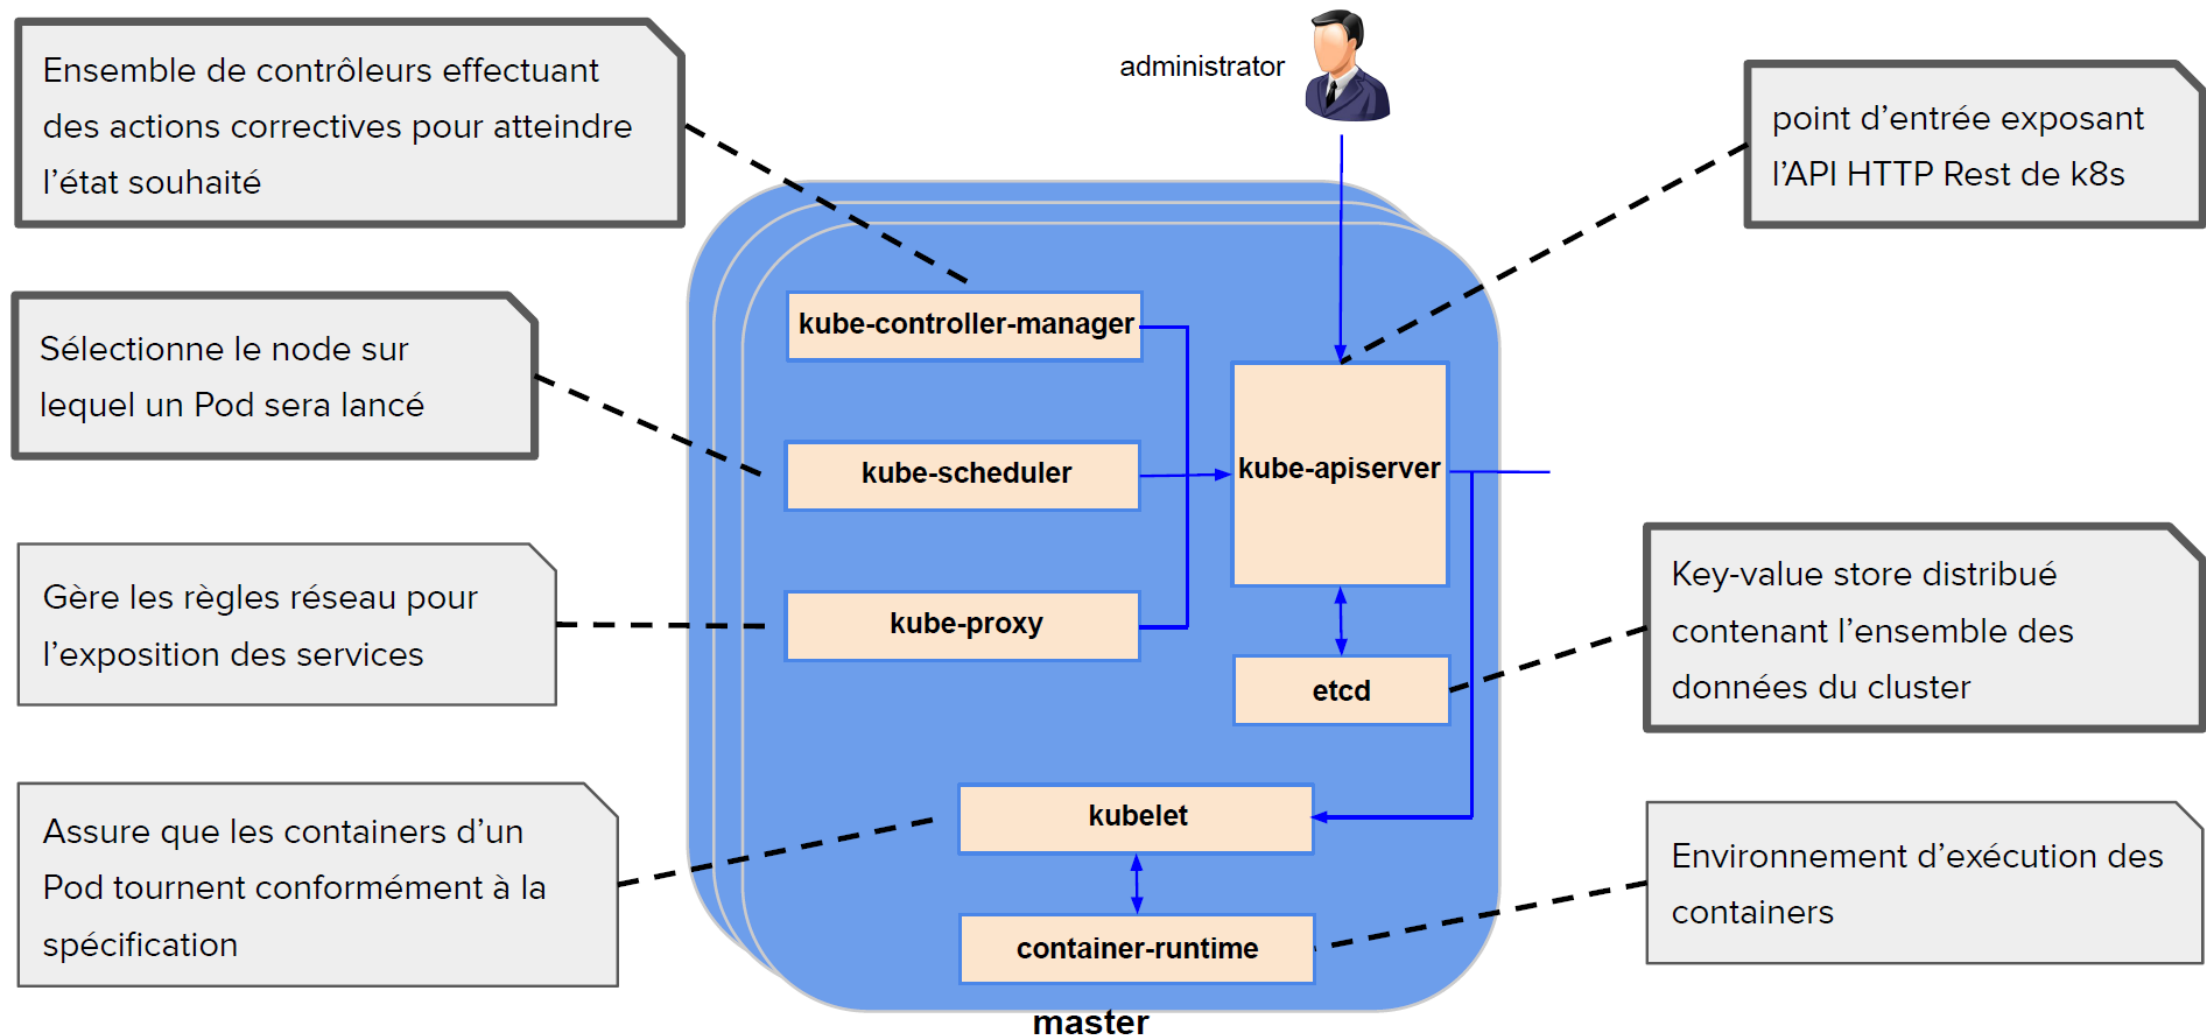 Ensemble de contrôleurs effectuant
des actions correctives pour atteindre
l'état souhaité
administrator
point d'entrée exposant
l'API HTTP Rest de k8s
Sélectionne le node sur
lequel un Pod sera lancé
kube-controller-manager
kube-scheduler
kube-apiserver
Gère les règles réseau pour
l'exposition des services
kube-proxy
etcd
Key-value store distribué
contenant l'ensemble des
données du cluster
Assure que les containers d'un
Pod tournent conformément à la
spécification
kubelet
container-runtime
Environnement d'exécution des
containers
master